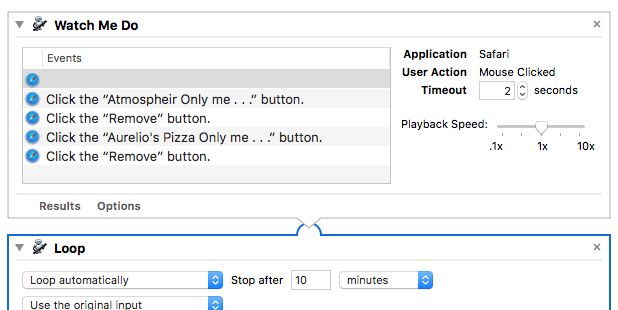 Watch Me Do
Events
Click the “Atmospheir Only me . . .” button.
Click the “Remove” button.
Click the “Aurelio's Pizza Only me . . .” button.
Click the “Remove” button.
Application Safari
User Action Mouse Clicked
Timeout 2 seconds
Playback Speed:
.1x 1x 10x
Results Options
Loop
Loop automatically Stop after 10 minutes
Use the original input